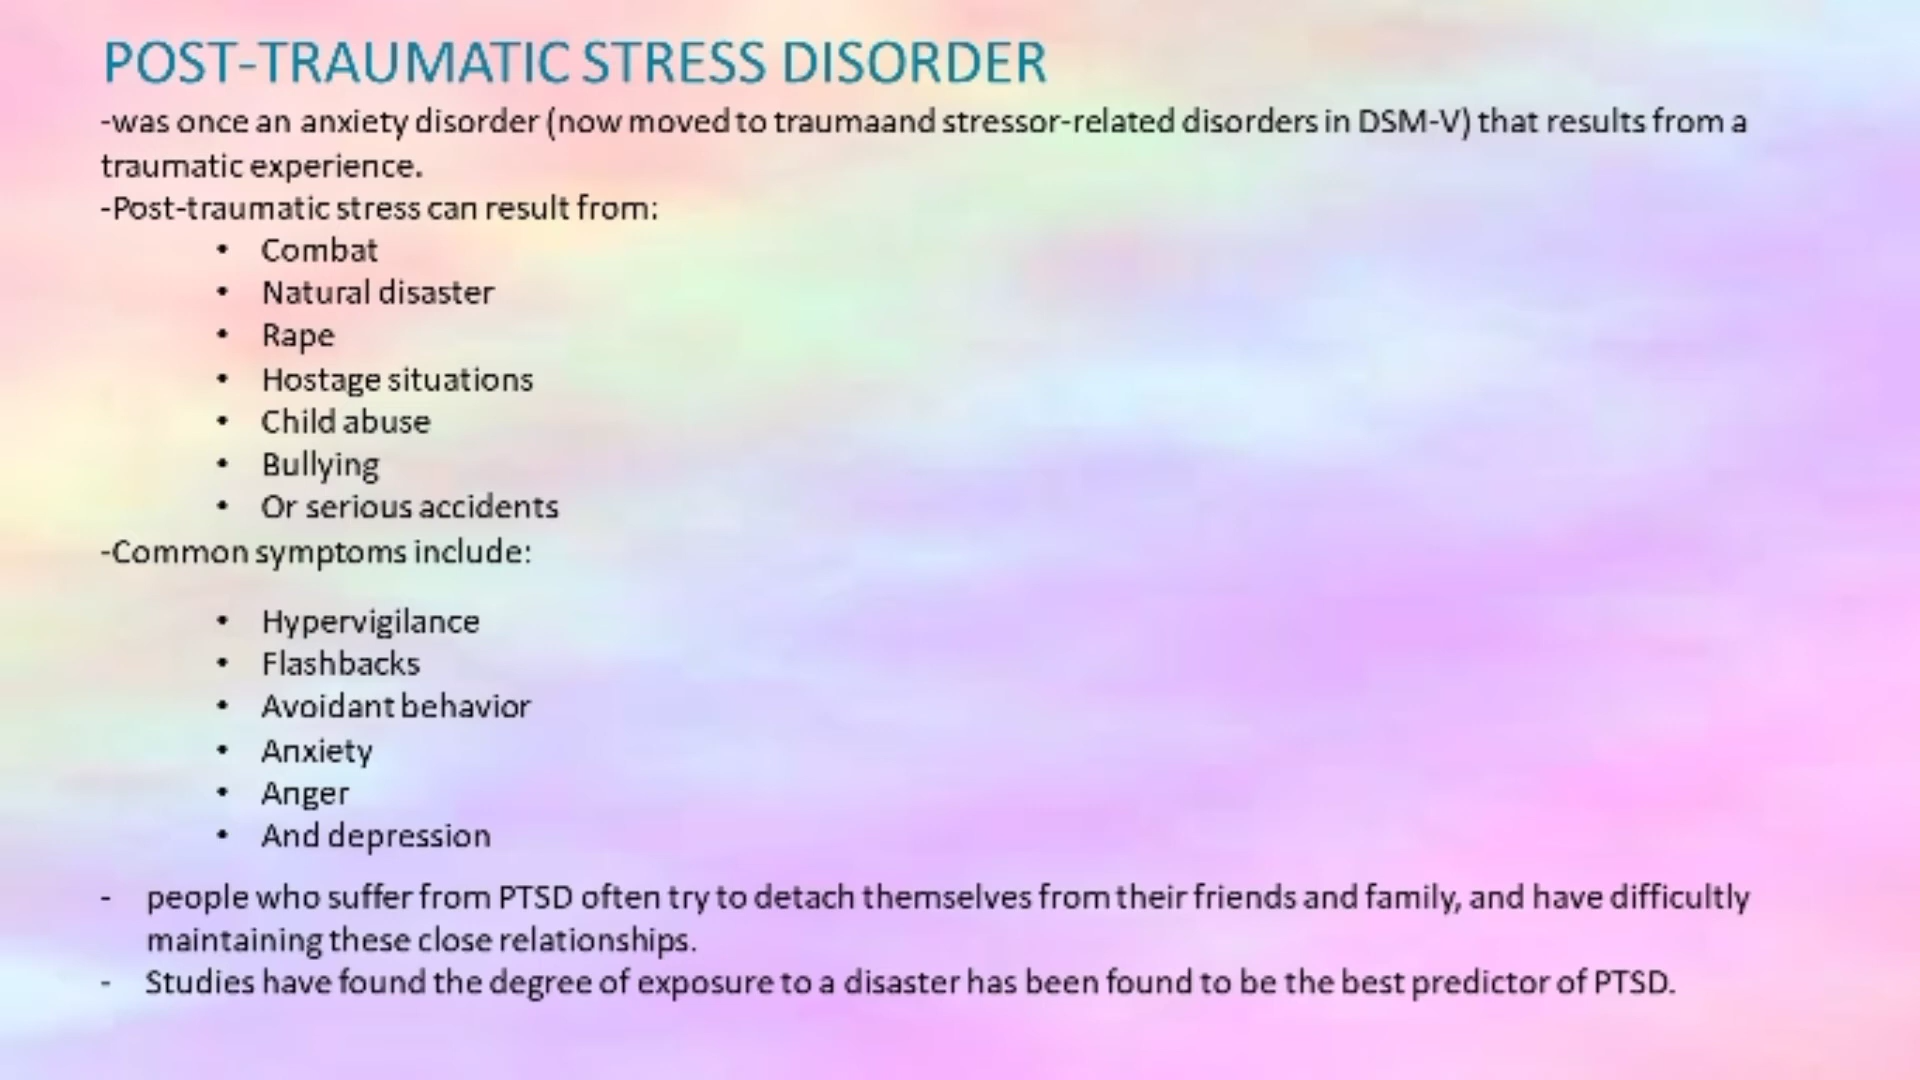 POST-TRAUMATIC STRESS DISORDER
-was once an anxiety disorder (now moved to traumaand stressor-related disorders in DSM-V) that results from a
traumatic experience.
-Post-traumatic stress can result from:
• Combat
• Natural disaster
• Rape
• Hostage situations
• Child abuse
• Bullying
• Or serious accidents
-Common symptoms include:
• Hypervigilance
• Flashbacks
• Avoidant behavior
• Anxiety
• Anger
• And depression
- people who suffer from PTSD often try to detach themselves from their friends and family, and have difficultly
maintaining these close relationships.
- Studies have found the degree of exposure to a disaster has been found to be the best predictor of PTSD.